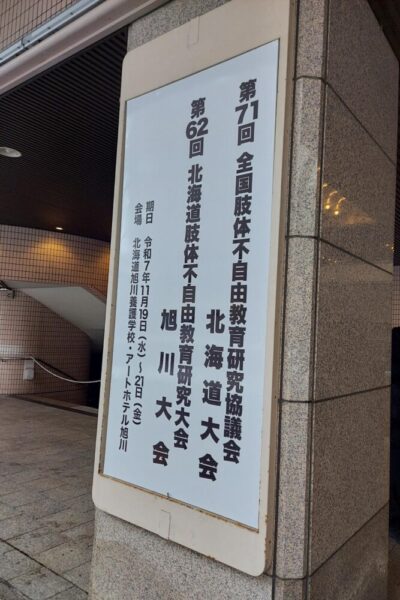 第71回 全国肢体不自由教育研究協議会
北海道大会
第62回 北海道肢体不自由教育研究大会
旭川大会
期日 令和7年11月19日(水)~21日(金)
会場 北海道旭川養護学校・アートホテル旭川